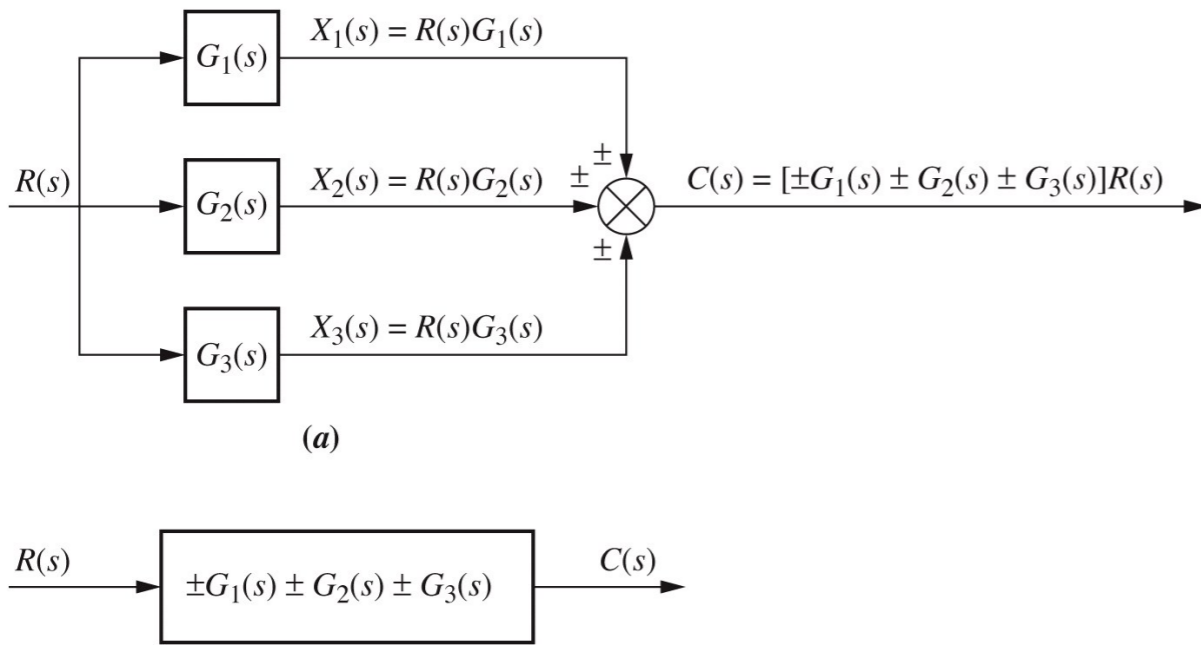 X₁(s) = R(s)G₁(s)
G₁(s)
±
R(s)
G₂(s)
X₂(s) = R(s)G₂(s)
±
C(s) = [±G₁(s) ± G₂(s) ± G₃(s)]R(s)
±
X₃(s) = R(s)G₃(s)
G₃(s)
(a)
R(s)
±G₁(s) ± G₂(s) ± G₃(s)
C(s)